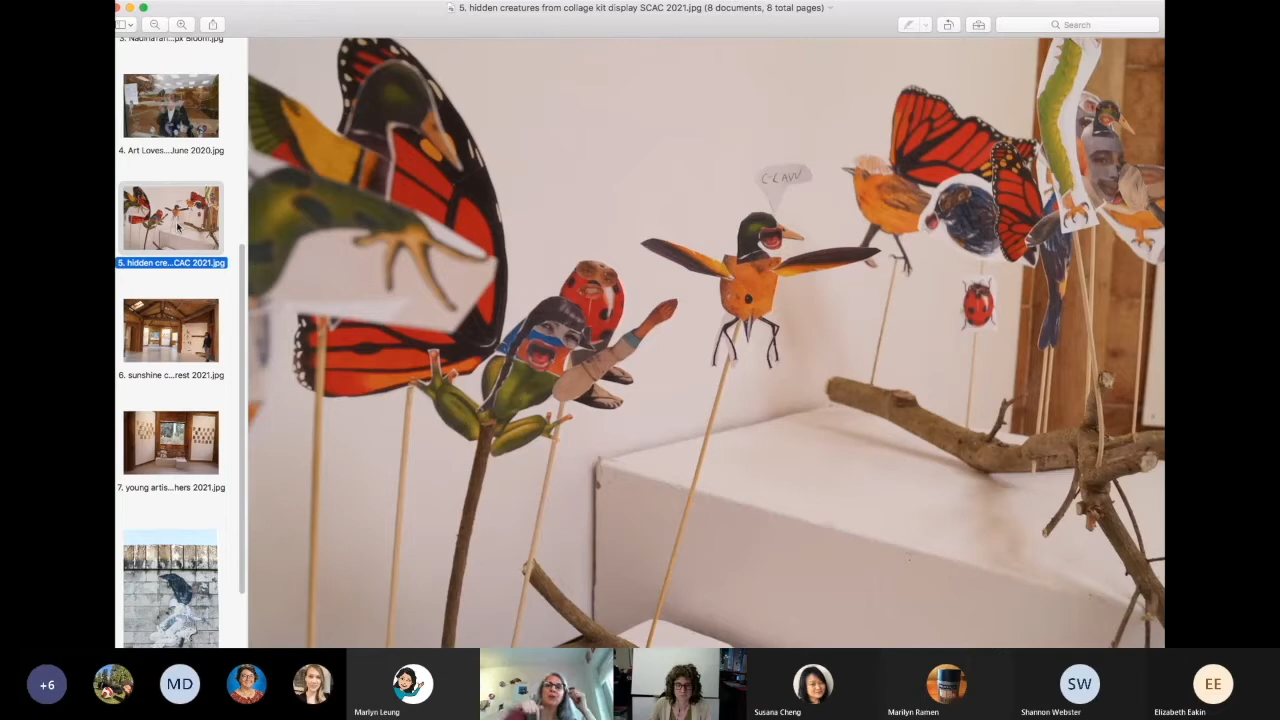 5. hidden creatures from collage kit display SCAC 2021.jpg (8 documents, 8 total pages)
Search
4. Art Loves....June 2020.jpg
5. hidden cre...CAC 2021.jpg
6. sunshine c...rest 2021.jpg
7. young artis...hers 2021.jpg
C-CAW
+6
MD
SW
EE
Marlyn Leung
Susana Cheng
Marilyn Ramen
Shannon Webster
Elizabeth Eakin